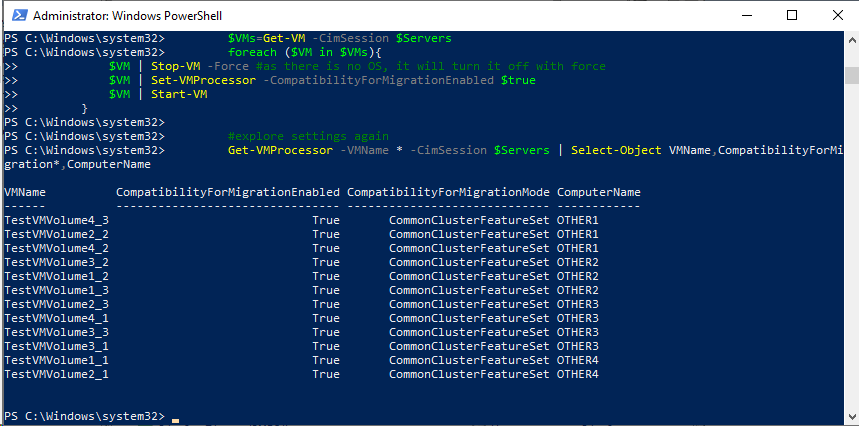 Administrator: Windows PowerShell
PS C:\Windows\system32>         $VMs=Get-VM -CimSession $Servers
PS C:\Windows\system32>         foreach ($VM in $VMs){
>>             $VM | Stop-VM -Force #as there is no OS, it will turn it off with force
>>             $VM | Set-VMProcessor -CompatibilityForMigrationEnabled $true
>>             $VM | Start-VM
>>         }
PS C:\Windows\system32>
PS C:\Windows\system32>         #explore settings again
PS C:\Windows\system32>         Get-VMProcessor -VMName * -CimSession $Servers | Select-Object VMName,CompatibilityForMi
gration*,ComputerName
VMName          CompatibilityForMigrationEnabled CompatibilityForMigrationMode ComputerName
------          -------------------------------- ----------------------------- ------------
TestVMVolume4_3                             True       CommonClusterFeatureSet OTHER1
TestVMVolume2_2                             True       CommonClusterFeatureSet OTHER1
TestVMVolume4_2                             True       CommonClusterFeatureSet OTHER1
TestVMVolume3_2                             True       CommonClusterFeatureSet OTHER2
TestVMVolume1_2                             True       CommonClusterFeatureSet OTHER2
TestVMVolume1_3                             True       CommonClusterFeatureSet OTHER2
TestVMVolume2_3                             True       CommonClusterFeatureSet OTHER3
TestVMVolume4_1                             True       CommonClusterFeatureSet OTHER3
TestVMVolume3_3                             True       CommonClusterFeatureSet OTHER3
TestVMVolume3_1                             True       CommonClusterFeatureSet OTHER3
TestVMVolume1_1                             True       CommonClusterFeatureSet OTHER4
TestVMVolume2_1                             True       CommonClusterFeatureSet OTHER4
PS C:\Windows\system32>